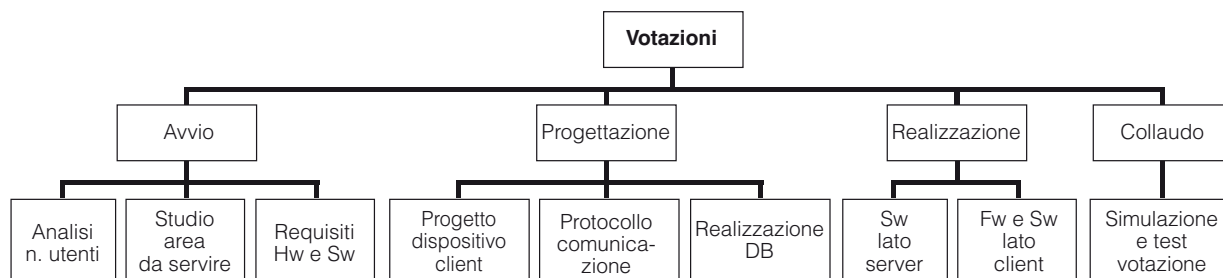 Votazioni
Avvio
Progettazione
Realizzazione
Collaudo
Analisi
n. utenti
Studio
area
da servire
Requisiti
Hw e Sw
Progetto
dispositivo
client
Protocollo
comunica-
zione
Realizzazione
DB
Sw
lato
server
Fw e Sw
lato
client
Simulazione
e test
votazione